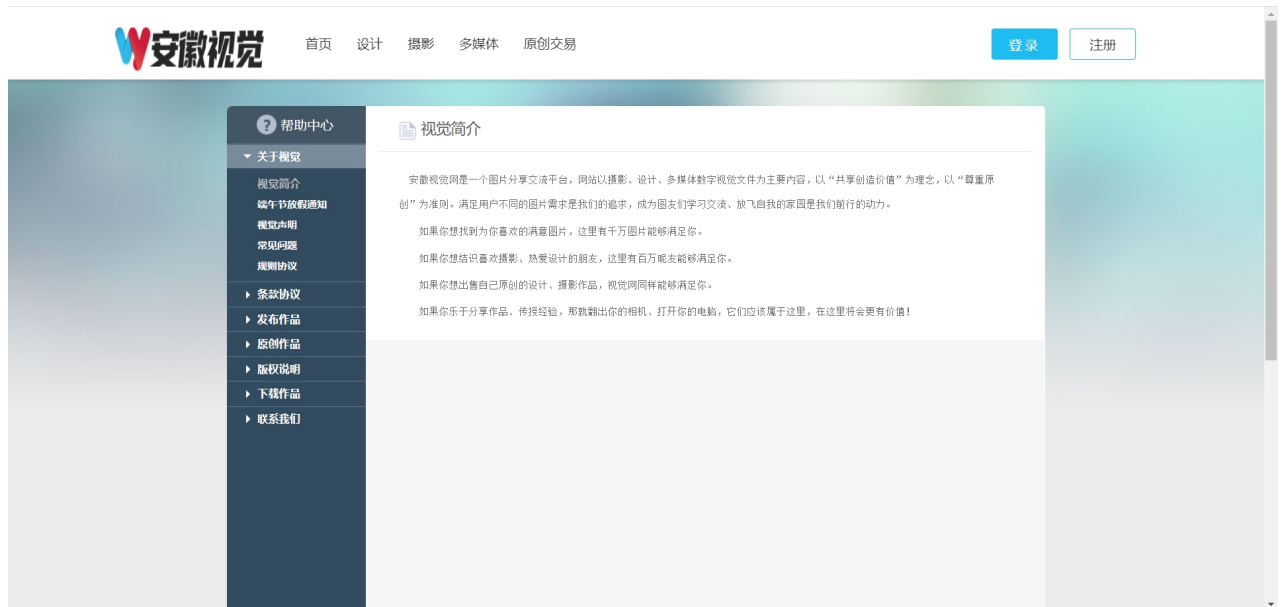 安徽视觉
首页 设计 摄影 多媒体 原创交易
登录 注册
帮助中心
关于视觉
视觉简介
端午节放假通知
视觉声明
常见问题
规则协议
条款协议
发布作品
原创作品
版权说明
下载作品
联系我们
视觉简介
安徽视觉网是一个图片分享交流平台，网站以摄影、设计、多媒体数字视觉文件为主要内容，以“共享创造价值”为理念，以“尊重原
创”为准则。满足用户不同的图片需求是我们的追求，成为图友们学习交流、放飞自我的家园是我们前行的动力。
如果你想找到为你喜欢的满意图片，这里有千万图片能够满足你。
如果你想结识喜欢摄影、热爱设计的朋友，这里有百万昵友能够满足你。
如果你想出售自己原创的设计、摄影作品，视觉网同样能够满足你。
如果你乐于分享作品、传授经验，那就翻出你的相机、打开你的电脑，它们应该属于这里，在这里将会更有价值！